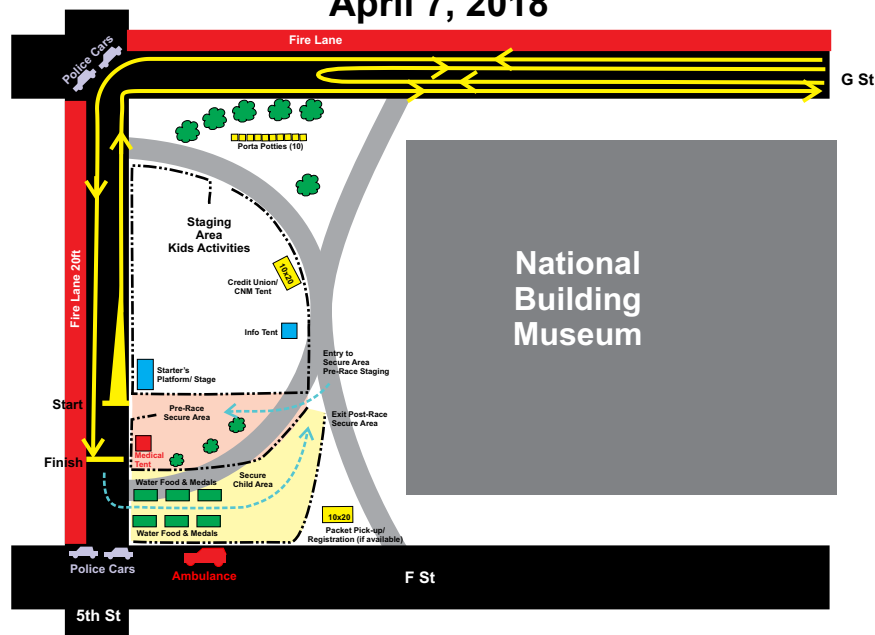 April 7, 2018
Fire Lane
Police Cars
G St
Porta Potties (10)
Staging
Area
Kids Activities
National
Building
Museum
10x20
Credit Union/
CNM Tent
Fire Lane 20ft
Info Tent
Entry to
Secure Area
Pre-Race Staging
Starter's
Platform/ Stage
Start
Pre-Race
Secure Area
Exit Post-Race
Secure Area
Medical
Tent
Finish
Secure
Child Area
Water Food & Medals
10x20
Packet Pick-up/
Registration (if available)
Water Food & Medals
Police Cars
Ambulance
F St
5th St